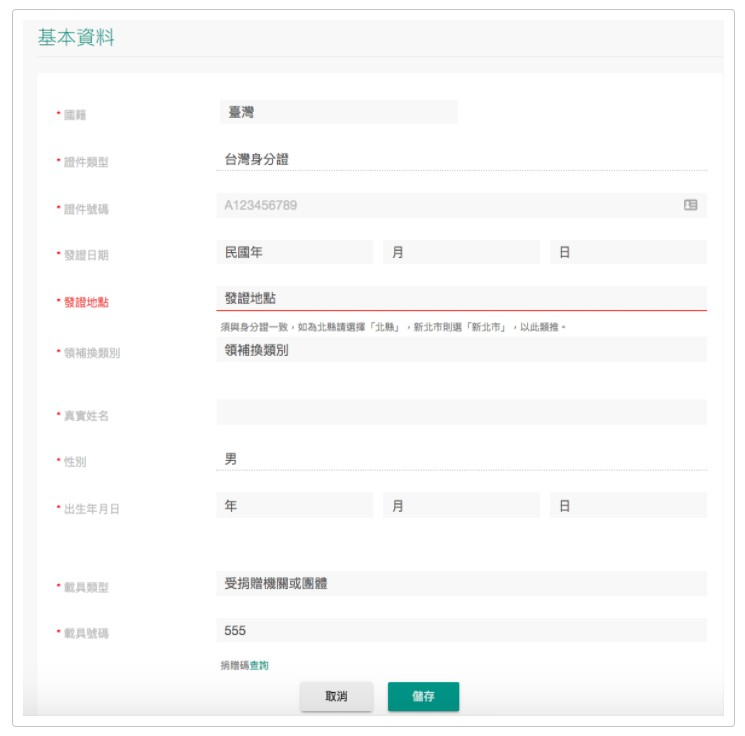 基本資料
* 國籍 臺灣
* 證件類型 台灣身分證
* 證件號碼 A123456789
* 發證日期 民國年 月 日
* 發證地點 發證地點
須與身分證一致，如為北縣請選擇「北縣」，新北市則選「新北市」，以此類推。
* 領補換類別 領補換類別
* 真實姓名
* 性別 男
* 出生年月日 年 月 日
* 載具類型 受捐贈機關或團體
* 載具號碼 555
捐贈碼查詢
取消 儲存